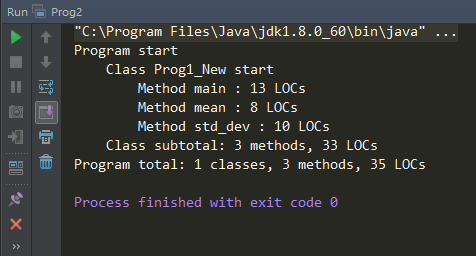 Run Prog2
"C:\Program Files\Java\jdk1.8.0_60\bin\java" ...
Program start
    Class Prog1_New start
        Method main : 13 LOCs
        Method mean : 8 LOCs
        Method std_dev : 10 LOCs
    Class subtotal: 3 methods, 33 LOCs
Program total: 1 classes, 3 methods, 35 LOCs
Process finished with exit code 0